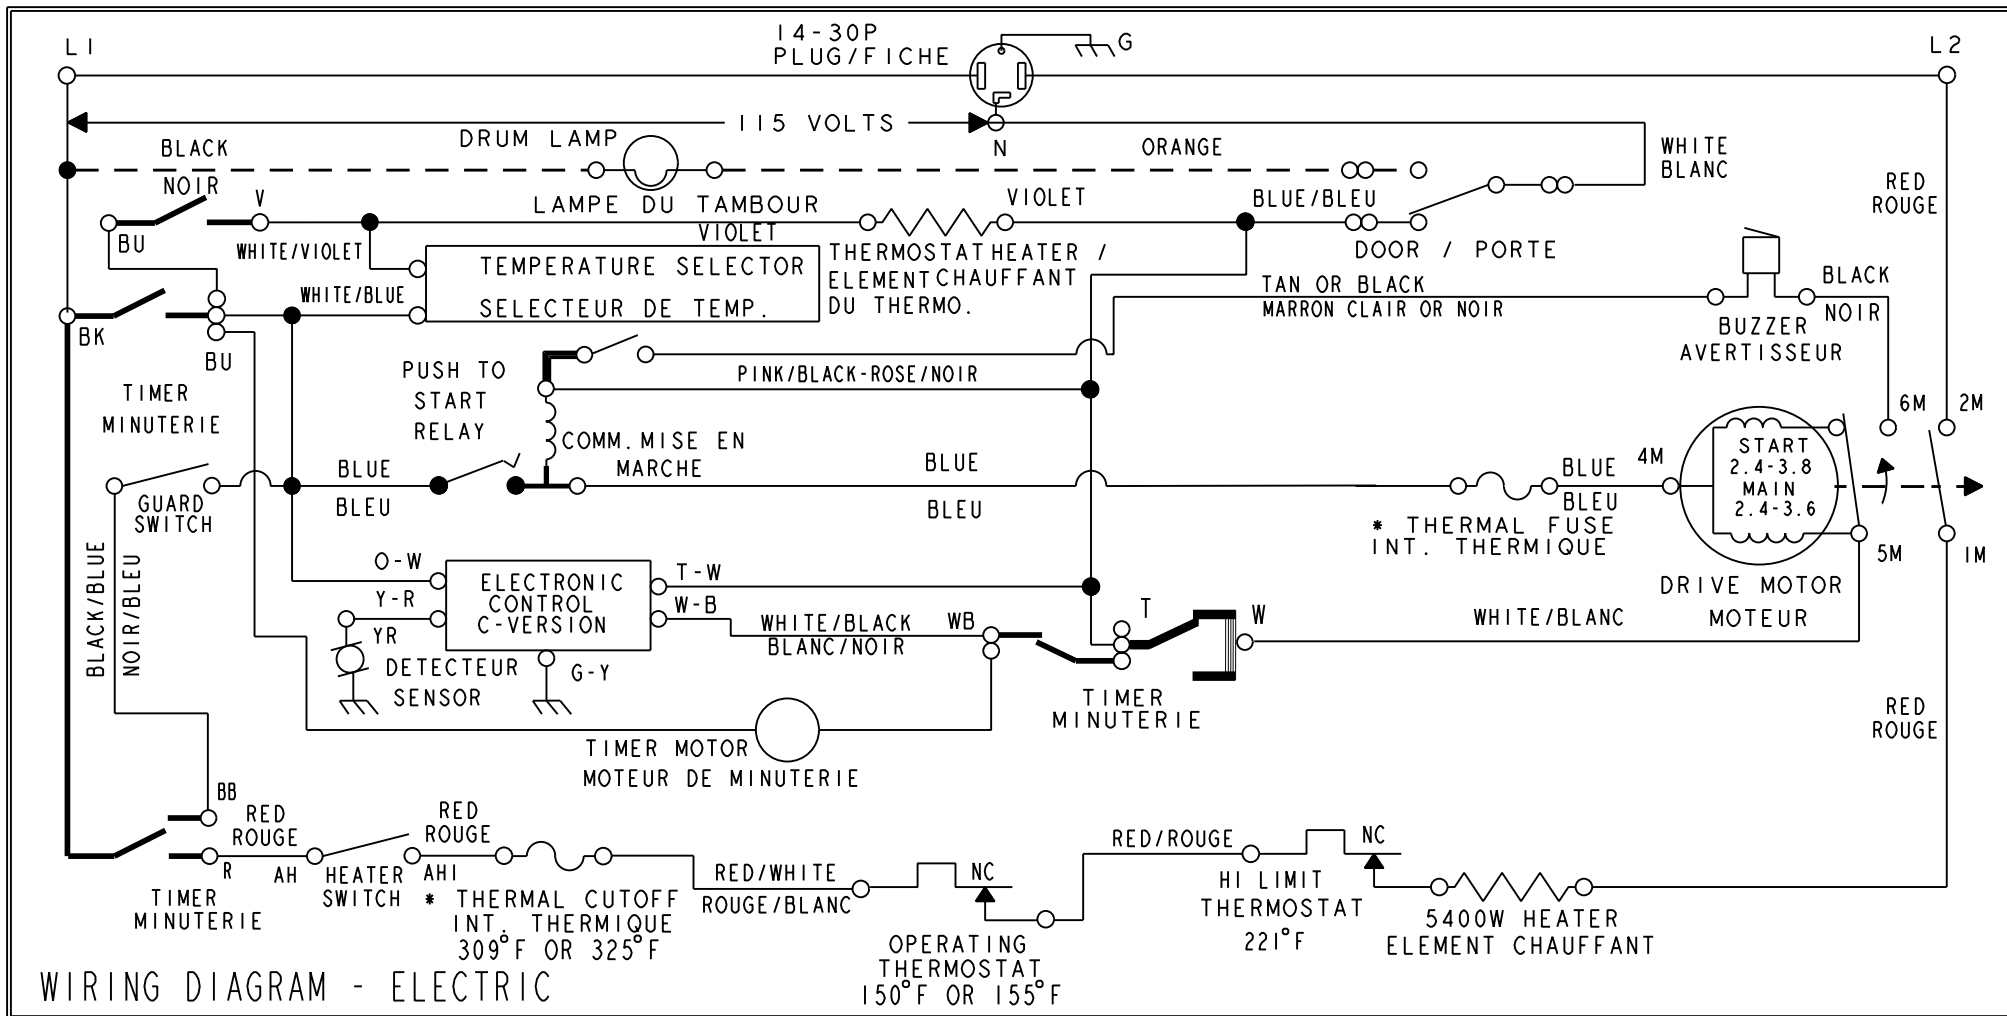 L1
14-30P
PLUG/FICHE
G
L2
115 VOLTS
N
DRUM LAMP
LAMPE DU TAMBOUR
BLACK
NOIR
ORANGE
WHITE
BLANC
RED
ROUGE
V
BU
VIOLET
VIOLET
BLUE/BLEU
DOOR / PORTE
WHITE/VIOLET
WHITE/BLUE
TEMPERATURE SELECTOR
SELECTEUR DE TEMP.
THERMOSTAT HEATER /
ELEMENT CHAUFFANT
DU THERMO.
TAN OR BLACK
MARRON CLAIR OR NOIR
BLACK
NOIR
BUZZER
AVERTISSEUR
BK
BU
TIMER
MINUTERIE
PUSH TO
START
RELAY
PINK/BLACK-ROSE/NOIR
COMM. MISE EN
MARCHE
6M
2M
GUARD
SWITCH
BLUE
BLEU
BLUE
BLEU
BLUE
BLEU
4M
START
2.4-3.8
MAIN
2.4-3.6
* THERMAL FUSE
INT. THERMIQUE
5M
1M
DRIVE MOTOR
MOTEUR
BLACK/BLUE
NOIR/BLEU
O-W
Y-R
YR
ELECTRONIC
CONTROL
C-VERSION
T-W
W-B
G-Y
DETECTEUR
SENSOR
WHITE/BLACK
BLANC/NOIR
WB
T
W
WHITE/BLANC
TIMER
MINUTERIE
TIMER MOTOR
MOTEUR DE MINUTERIE
RED
ROUGE
BB
R
RED
ROUGE
AH
HEATER
SWITCH
AH1
RED
ROUGE
TIMER
MINUTERIE
* THERMAL CUTOFF
INT. THERMIQUE
309°F OR 325°F
RED/WHITE
ROUGE/BLANC
NC
OPERATING
THERMOSTAT
150°F OR 155°F
RED/ROUGE
NC
HI LIMIT
THERMOSTAT
221°F
5400W HEATER
ELEMENT CHAUFFANT
WIRING DIAGRAM - ELECTRIC